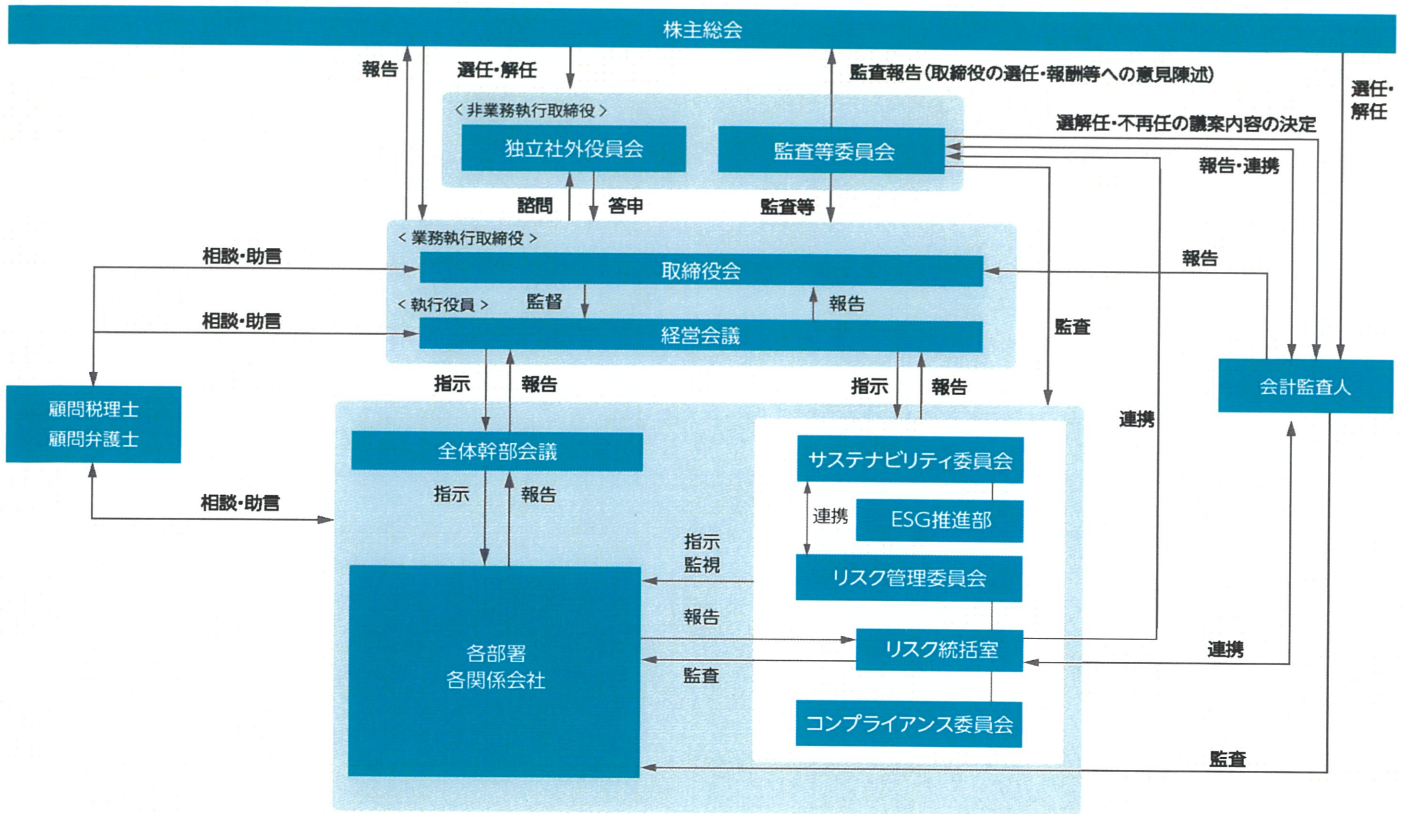 株主総会
報告
選任・解任
監査報告（取締役の選任・報酬等への意見陳述）
選任・
解任
＜非業務執行取締役＞
独立社外役員会
監査等委員会
選解任・不再任の議案内容の決定
報告・連携
諮問
答申
監査等
＜業務執行取締役＞
相談・助言
取締役会
報告
＜執行役員＞
監督
報告
相談・助言
経営会議
監査
指示
報告
指示
報告
顧問税理士
顧問弁護士
会計監査人
連携
全体幹部会議
サステナビリティ委員会
指示
報告
相談・助言
連携
ESG推進部
指示
監視
リスク管理委員会
報告
各部署
各関係会社
リスク統括室
連携
監査
コンプライアンス委員会
監査